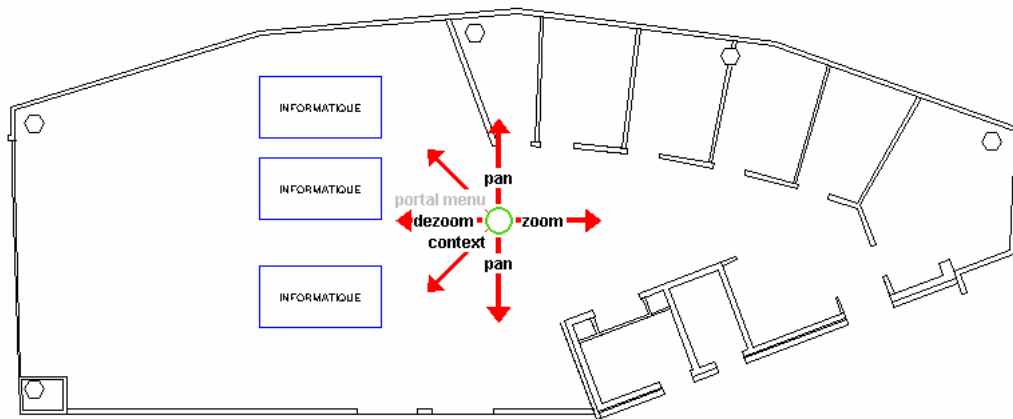 INFORMATIQUE
INFORMATIQUE
INFORMATIQUE
pan
portal menu
dezoom
zoom
context
pan